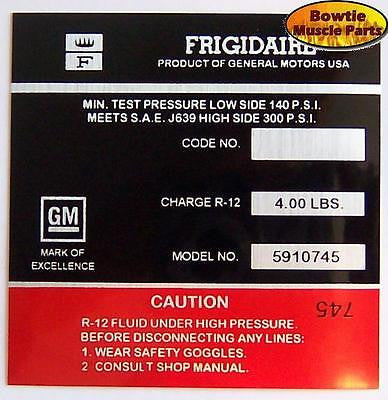 Bowtie
Muscle Parts
F
FRIGIDAIRE
PRODUCT OF GENERAL MOTORS USA
MIN. TEST PRESSURE LOW SIDE 140 P.S.I.
MEETS S.A.E. J639 HIGH SIDE 300 P.S.I.
CODE NO.
CHARGE R-12 4.00 LBS.
GM
MARK OF
EXCELLENCE
MODEL NO. 5910745
CAUTION
745
R-12 FLUID UNDER HIGH PRESSURE.
BEFORE DISCONNECTING ANY LINES:
1. WEAR SAFETY GOGGLES.
2 CONSULT SHOP MANUAL.